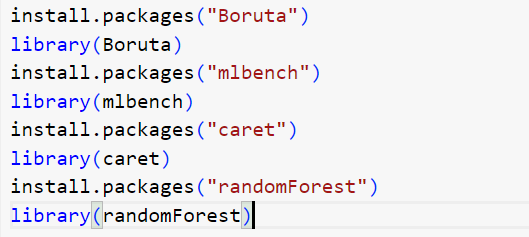 install.packages("Boruta")
library(Boruta)
install.packages("mlbench")
library(mlbench)
install.packages("caret")
library(caret)
install.packages("randomForest")
library(randomForest)